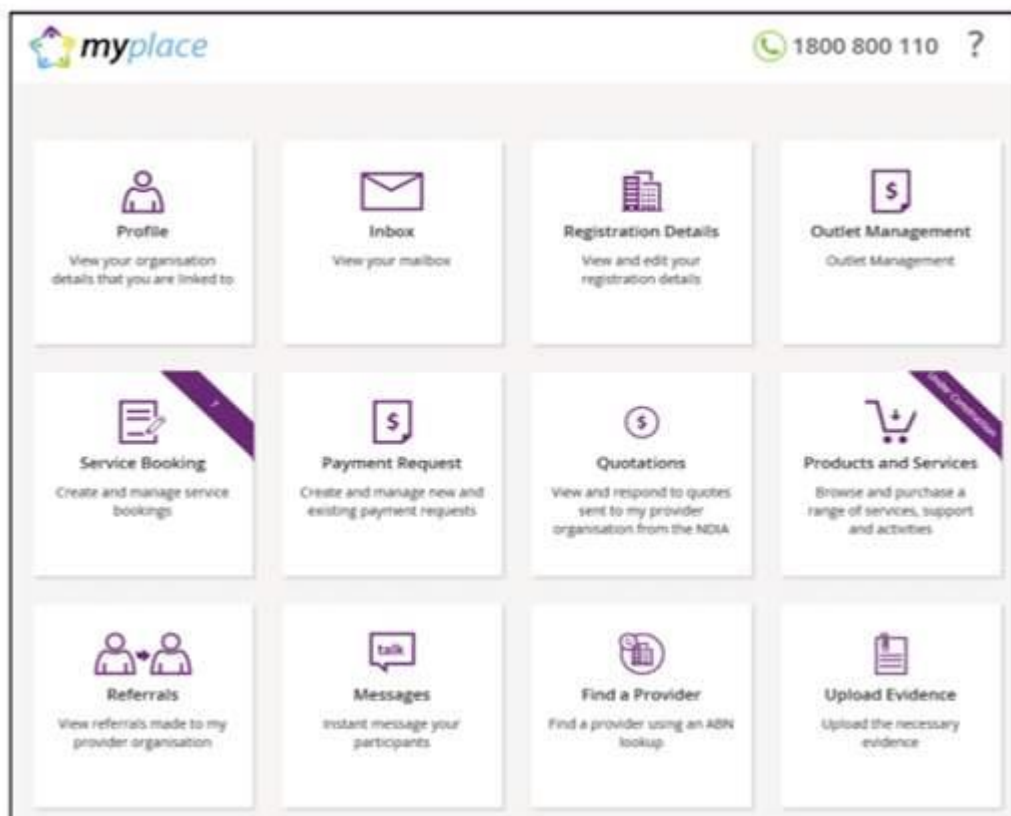 myplace
1800 800 110 ?
Profile
View your organisation
details that you are linked to
Inbox
View your mailbox
Registration Details
View and edit your
registration details
$
Outlet Management
Outlet Management
Service Booking
Create and manage service
bookings
$
Payment Request
Create and manage new and
existing payment requests
$
Quotations
View and respond to quotes
sent to my provider
organisation from the NDIA
Under Construction
Products and Services
Browse and purchase a
range of services, support
and activities
Referrals
View referrals made to my
provider organisation
talk
Messages
Instant message your
participants
Find a Provider
Find a provider using an ABN
lookup
Upload Evidence
Upload the necessary
evidence